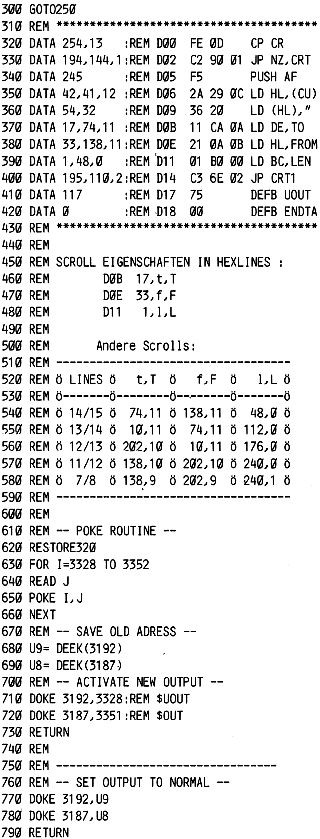 300 GOTO250
310 REM ********************************
320 DATA 254,13    :REM D00  FE 0D     CP CR
330 DATA 194,144,1:REM D02  C2 90 01 JP NZ,CRT
340 DATA 245       :REM D05  F5        PUSH AF
350 DATA 42,41,12 :REM D06  2A 29 0C LD HL,(CU)
360 DATA 54,32     :REM D09  36 20     LD (HL),"
370 DATA 17,74,11 :REM D0B  11 CA 0A LD DE,TO
380 DATA 33,138,11:REM D0E  21 0A 0B LD HL,FROM
390 DATA 1,48,0    :REM D11  01 B0 00 LD BC,LEN
400 DATA 195,110,2:REM D14  C3 6E 02 JP CRT1
410 DATA 117       :REM D17  75        DEFB UOUT
420 DATA 0         :REM D18  00        DEFB ENDTA
430 REM ********************************
440 REM
450 REM SCROLL EIGENSCHAFTEN IN HEXLINES :
460 REM       D0B  17,t,T
470 REM       D0E  33,f,F
480 REM       D11   1,l,L
490 REM
500 REM      Andere Scrolls:
510 REM ---------------------------------
520 REM ö LINES ö   t,T  ö   f,F  ö   l,L ö
530 REM ö-------ö--------ö--------ö-------ö
540 REM ö 14/15 ö  74,11 ö 138,11 ö  48,0 ö
550 REM ö 13/14 ö  10,11 ö  74,11 ö 112,0 ö
560 REM ö 12/13 ö 202,10 ö  10,11 ö 176,0 ö
570 REM ö 11/12 ö 138,10 ö 202,10 ö 240,0 ö
580 REM ö  7/8  ö 138,9  ö 202,9  ö 240,1 ö
590 REM ---------------------------------
600 REM
610 REM -- POKE ROUTINE --
620 RESTORE320
630 FOR I=3328 TO 3352
640 READ J
650 POKE I,J
660 NEXT
670 REM -- SAVE OLD ADRESS --
680 U9= DEEK(3192)
690 U8= DEEK(3187)
700 REM -- ACTIVATE NEW OUTPUT --
710 DOKE 3192,3328:REM $UOUT
720 DOKE 3187,3351:REM $OUT
730 RETURN
740 REM
750 REM -------------------------------
760 REM -- SET OUTPUT TO NORMAL --
770 DOKE 3192,U9
780 DOKE 3187,U8
790 RETURN